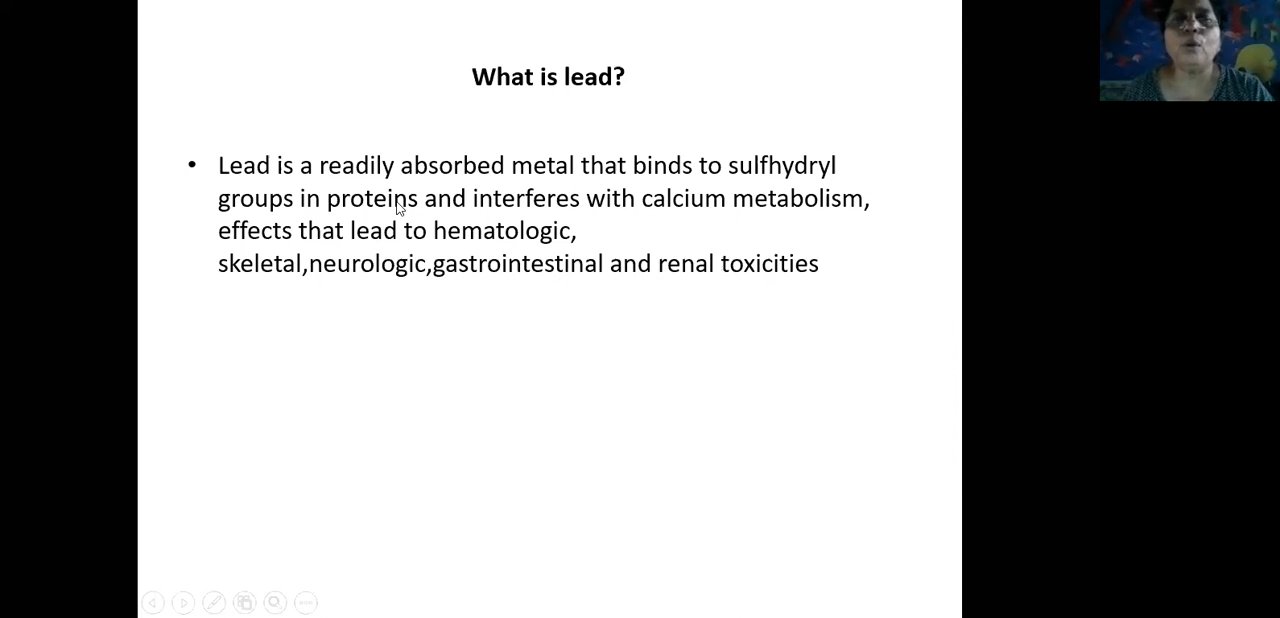 What is lead?
• Lead is a readily absorbed metal that binds to sulfhydryl
groups in proteins and interferes with calcium metabolism,
effects that lead to hematologic,
skeletal,neurologic,gastrointestinal and renal toxicities